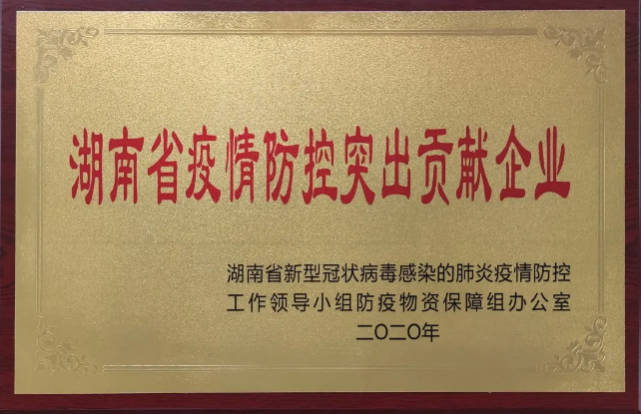 湖南省疫情防控突出贡献企业
湖南省新型冠状病毒感染的肺炎疫情防控
工作领导小组防疫物资保障组办公室
二〇二〇年